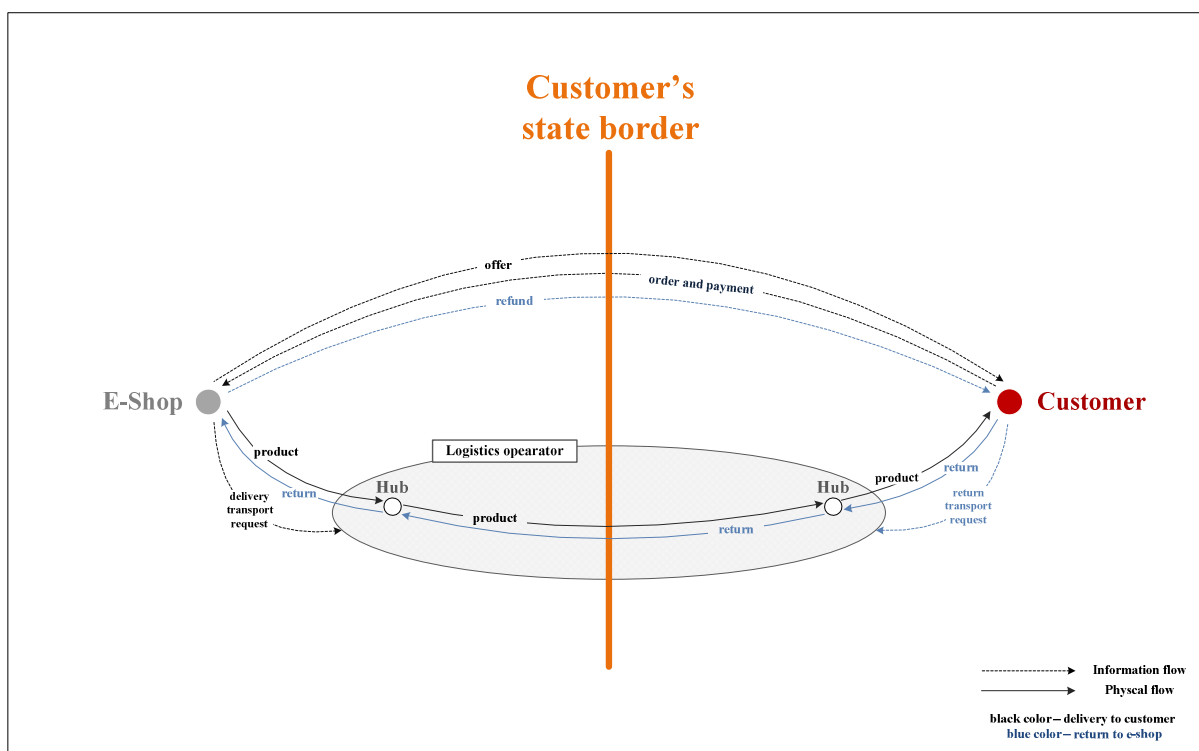 Customer’s
state border
offer
order and payment
refund
E-Shop
Customer
product
Logistics opearator
return
Hub
Hub
product
return
delivery
transport
request
product
return
return
transport
request
Information flow
Physcal flow
black color – delivery to customer
blue color – return to e-shop